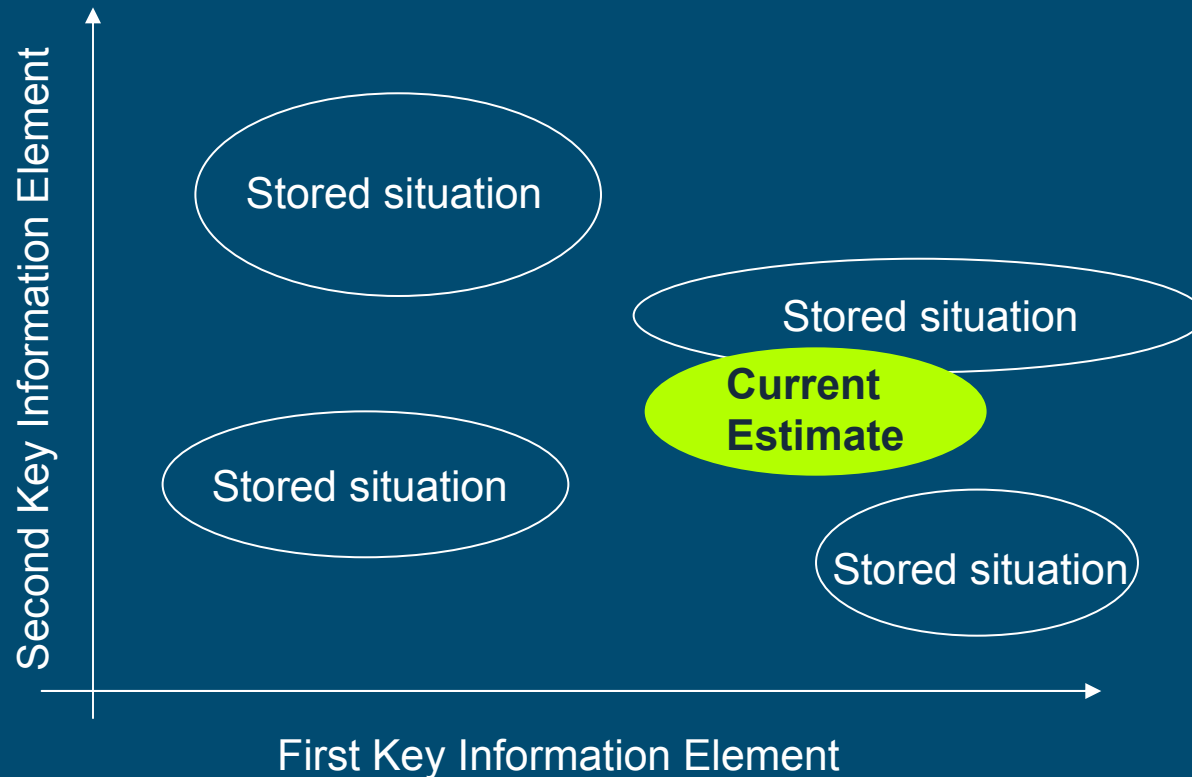 Second Key Information Element
Stored situation
Stored situation
Current
Estimate
Stored situation
Stored situation
First Key Information Element